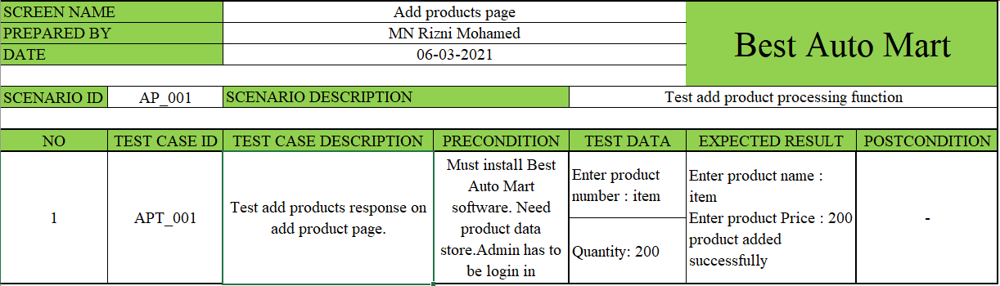 SCREEN NAME Add products page
PREPARED BY MN Rizni Mohamed
DATE 06-03-2021
Best Auto Mart
SCENARIO ID AP_001 SCENARIO DESCRIPTION Test add product processing function
NO TEST CASE ID TEST CASE DESCRIPTION PRECONDITION TEST DATA EXPECTED RESULT POSTCONDITION
1
APT_001
Test add products response on
add product page.
Must install Best
Auto Mart
software. Need
product data
store.Admin has to
be login in
Enter product
number : item
Quantity: 200
Enter product name :
item
Enter product Price : 200
product added
successfully
-